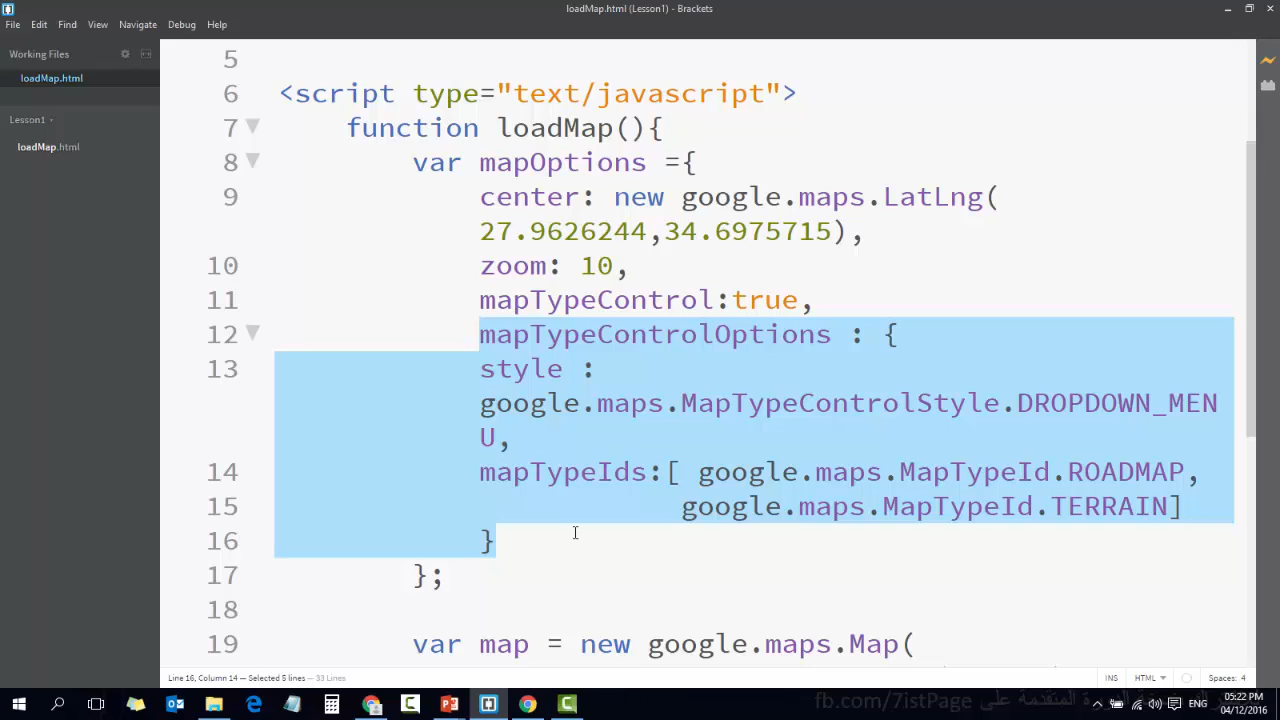 loadMap.html (Lesson1) - Brackets
File Edit Find View Navigate Debug Help
Working Files
loadMap.html
Lesson1
loadMap.html
5
6 <script type="text/javascript">
7 function loadMap(){
8 var mapOptions ={
9 center: new google.maps.LatLng(
27.9626244,34.6975715),
10 zoom: 10,
11 mapTypeControl:true,
12 mapTypeControlOptions : {
13 style :
google.maps.MapTypeControlStyle.DROPDOWN_MEN
U,
14 mapTypeIds:[ google.maps.MapTypeId.ROADMAP,
15 google.maps.MapTypeId.TERRAIN]
16 }
17 };
18
19 var map = new google.maps.Map(
Line 16, Column 14 — Selected 5 lines — 33 Lines
INS HTML Spaces: 4
fb.com/7istPage على المتقدمة
ENG
05:22 PM
04/12/2016